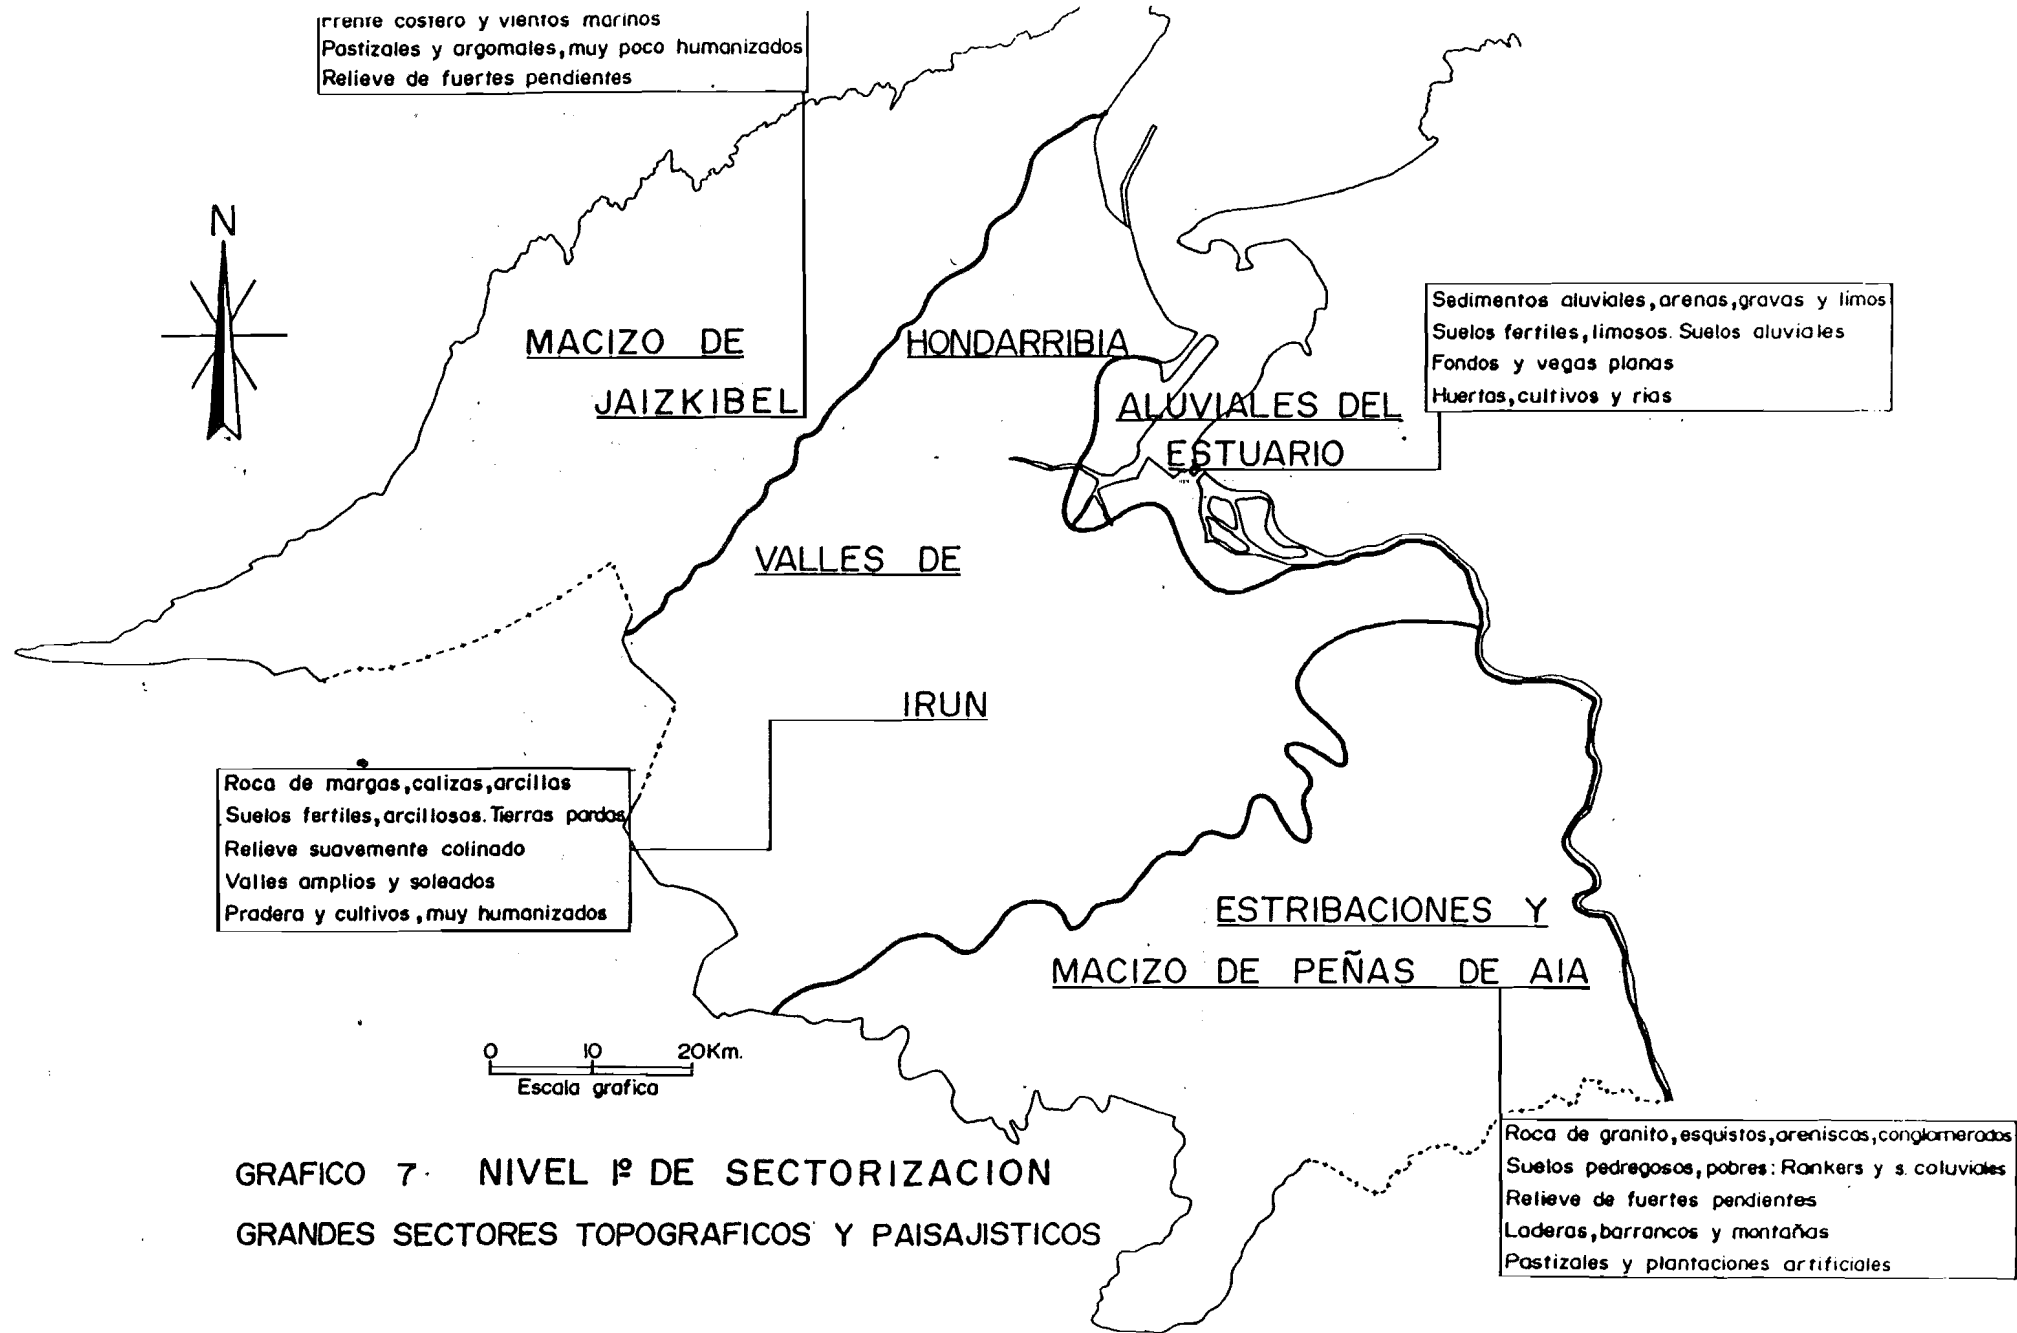 Frente costero y vientos marinos
Pastizales y argomales, muy poco humanizados
Relieve de fuertes pendientes
N
MACIZO DE
JAIZKIBEL
HONDARRIBIA
Sedimentos aluviales, arenas, gravas y limos
Suelos fertiles, limosos. Suelos aluviales
Fondos y vegas planas
Huertas, cultivos y rias
ALUVIALES DEL
ESTUARIO
VALLES DE
IRUN
Roca de margas, calizas, arcillas
Suelos fertiles, arcillosos. Tierras pardas
Relieve suavemente colinado
Valles amplios y soleados
Pradera y cultivos, muy humanizados
ESTRIBACIONES Y
MACIZO DE PEÑAS DE AIA
0 10 20Km.
Escala grafica
Roca de granito, esquistos, areniscas, conglomerados
Suelos pedregosos, pobres: Rankers y s. coluviales
Relieve de fuertes pendientes
Laderas, barrancos y montañas
Pastizales y plantaciones artificiales
GRAFICO 7. NIVEL 1º DE SECTORIZACION
GRANDES SECTORES TOPOGRAFICOS Y PAISAJISTICOS